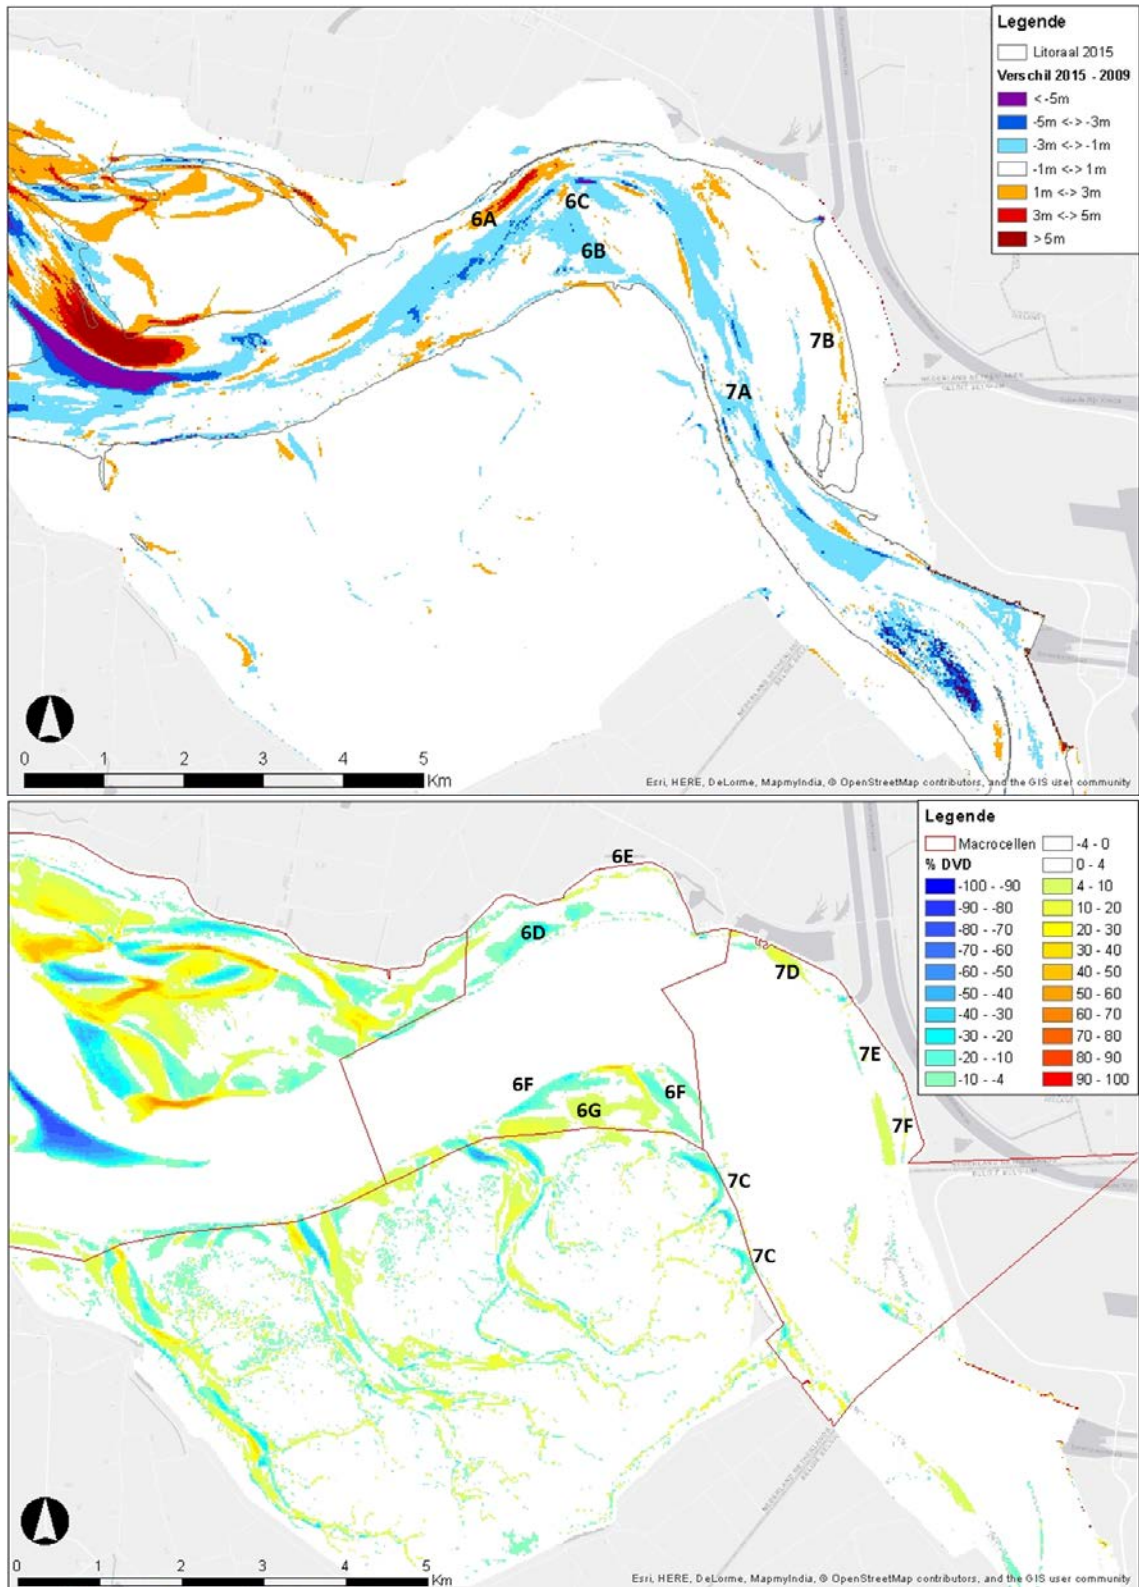 Legende
Litoraal 2015
Verschil 2015 - 2009
< -5m
-5m <-> -3m
-3m <-> -1m
-1m <-> 1m
1m <-> 3m
3m <-> 5m
> 5m
6A
6C
6B
7B
7A
0 1 2 3 4 5
Km
Esri, HERE, DeLorme, MapmyIndia, © OpenStreetMap contributors, and the GIS user community
Legende
Macrocellen
% DVD
-100 - -90
-90 - -80
-80 - -70
-70 - -60
-60 - -50
-50 - -40
-40 - -30
-30 - -20
-20 - -10
-10 - -4
-4 - 0
0 - 4
4 - 10
10 - 20
20 - 30
30 - 40
40 - 50
50 - 60
60 - 70
70 - 80
80 - 90
90 - 100
6E
6D
7D
7E
6F
6F
6G
7F
7C
7C
0 1 2 3 4 5
Km
Esri, HERE, DeLorme, MapmyIndia, © OpenStreetMap contributors, and the GIS user community